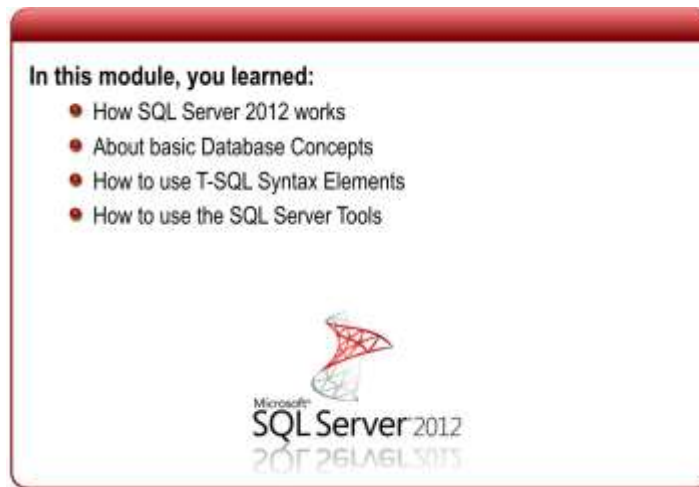 In this module, you learned:
How SQL Server 2012 works
About basic Database Concepts
How to use T-SQL Syntax Elements
How to use the SQL Server Tools
Microsoft®
SQL Server 2012